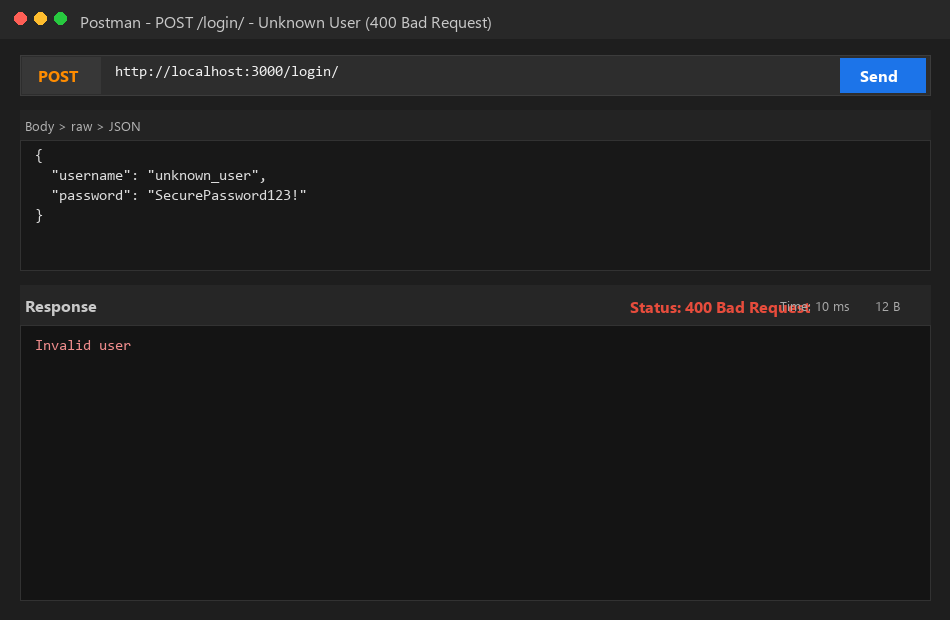 Postman - POST /login/ - Unknown User (400 Bad Request)
POST http://localhost:3000/login/ Send
Body > raw > JSON
{
  "username": "unknown_user",
  "password": "SecurePassword123!"
}
Response Status: 400 Bad Request Time: 10 ms 12 B
Invalid user